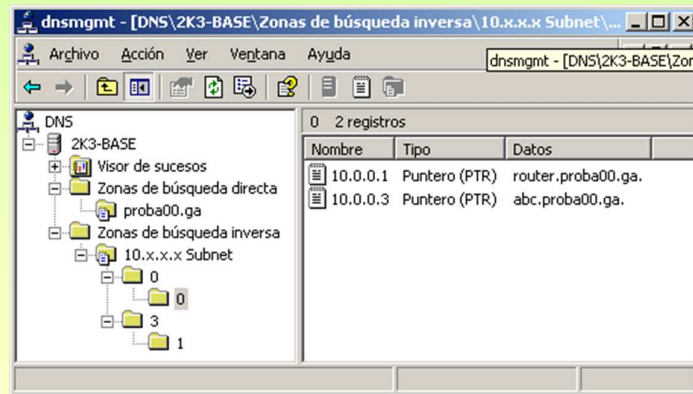 dnsmgmt - [DNS\2K3-BASE\Zonas de búsqueda inversa\10.x.x.x Subnet\...
Archivo Acción Ver Ventana Ayuda
dnsmgmt - [DNS\2K3-BASE\Zon
DNS
2K3-BASE
Visor de sucesos
Zonas de búsqueda directa
proba00.ga
Zonas de búsqueda inversa
10.x.x.x Subnet
0
0
3
1
0 2 registros
Nombre Tipo Datos
10.0.0.1 Puntero (PTR) router.proba00.ga.
10.0.0.3 Puntero (PTR) abc.proba00.ga.